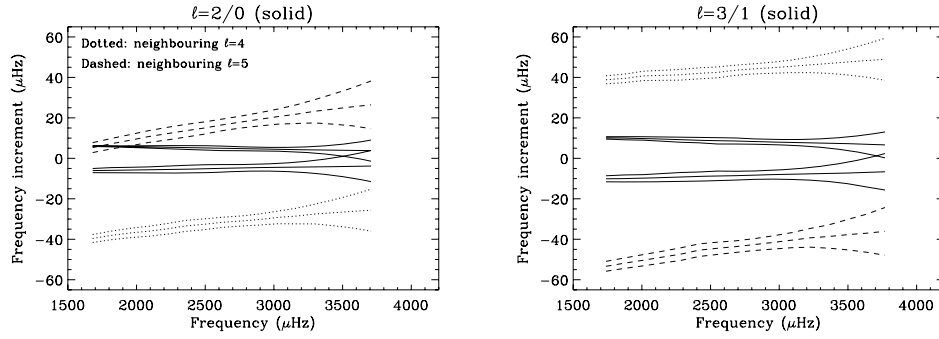 ℓ=2/0 (solid)
Dotted: neighbouring ℓ=4
Dashed: neighbouring ℓ=5
60
40
20
0
−20
−40
−60
Frequency increment (μHz)
1500 2000 2500 3000 3500 4000
Frequency (μHz)
ℓ=3/1 (solid)
60
40
20
0
−20
−40
−60
Frequency increment (μHz)
1500 2000 2500 3000 3500 4000
Frequency (μHz)